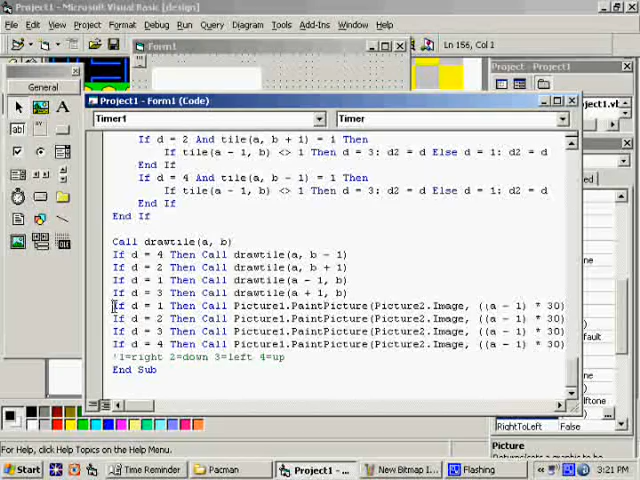 Project1 - Microsoft Visual Basic [design]
File Edit View Project Format Debug Run Query Diagram Tools Add-Ins Window Help
Form1
Ln 156, Col 1
General
Project - Project1
Project1 - Form1 (Code)
Timer1 Timer
If d = 2 And tile(a, b + 1) = 1 Then
If tile(a - 1, b) <> 1 Then d = 3: d2 = d Else d = 1: d2 = d
End If
If d = 4 And tile(a, b - 1) = 1 Then
If tile(a - 1, b) <> 1 Then d = 3: d2 = d Else d = 1: d2 = d
End If
End If
Call drawtile(a, b)
If d = 4 Then Call drawtile(a, b - 1)
If d = 2 Then Call drawtile(a, b + 1)
If d = 1 Then Call drawtile(a - 1, b)
If d = 3 Then Call drawtile(a + 1, b)
If d = 1 Then Call Picture1.PaintPicture(Picture2.Image, ((a - 1) * 30)
If d = 2 Then Call Picture1.PaintPicture(Picture2.Image, ((a - 1) * 30)
If d = 3 Then Call Picture1.PaintPicture(Picture2.Image, ((a - 1) * 30)
If d = 4 Then Call Picture1.PaintPicture(Picture2.Image, ((a - 1) * 30)
'1=right 2=down 3=left 4=up
End Sub
RightToLeft False
Picture
For Help, click Help Topics on the Help Menu.
Start Time Reminder Pacman Project1 - ... New Bitmap I... Flashing 3:21 PM